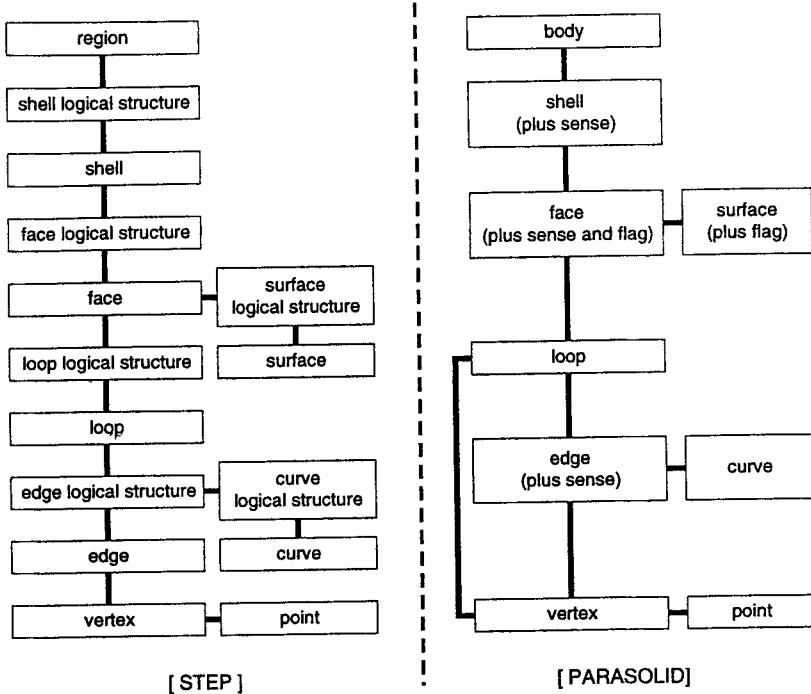 region
shell logical structure
shell
face logical structure
face
surface
logical structure
loop logical structure
surface
loop
edge logical structure
curve
logical structure
edge
curve
vertex
point
[ STEP ]
body
shell
(plus sense)
face
(plus sense and flag)
surface
(plus flag)
loop
edge
(plus sense)
curve
vertex
point
[ PARASOLID]